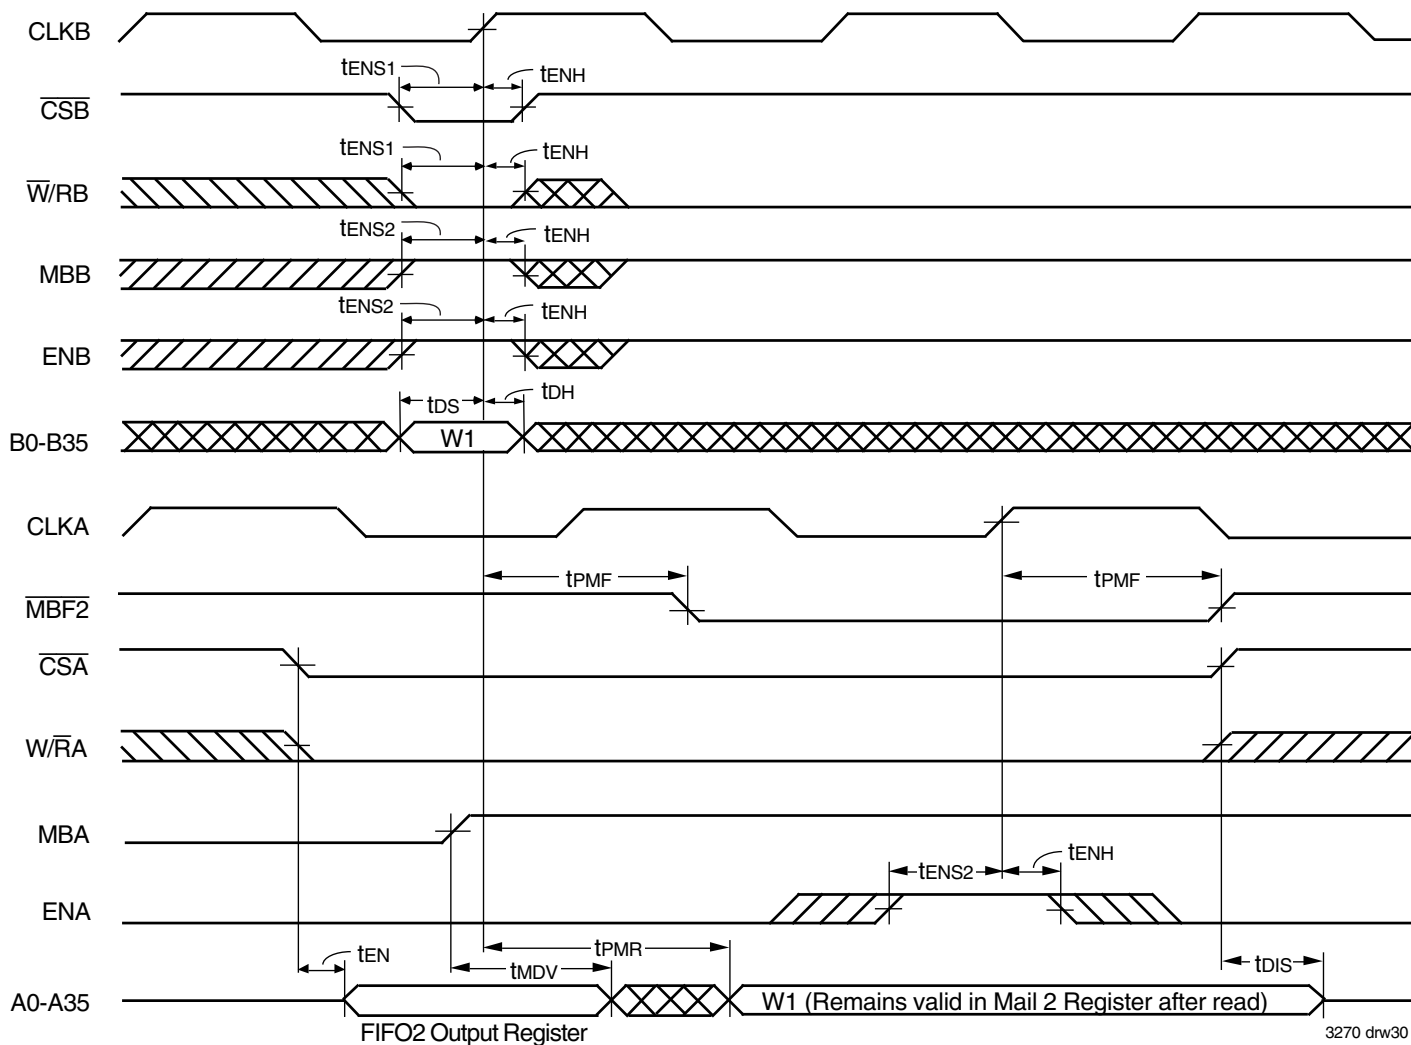 CLKB
tENS1
tENH
CSB
tENS1
tENH
W/RB
tENS2
tENH
MBB
tENS2
tENH
ENB
tDS
tDH
B0-B35
W1
CLKA
tPMF
tPMF
MBF2
CSA
W/RA
MBA
tENS2
tENH
ENA
tEN
tPMR
tMDV
tDIS
A0-A35
W1 (Remains valid in Mail 2 Register after read)
FIFO2 Output Register
3270 drw30